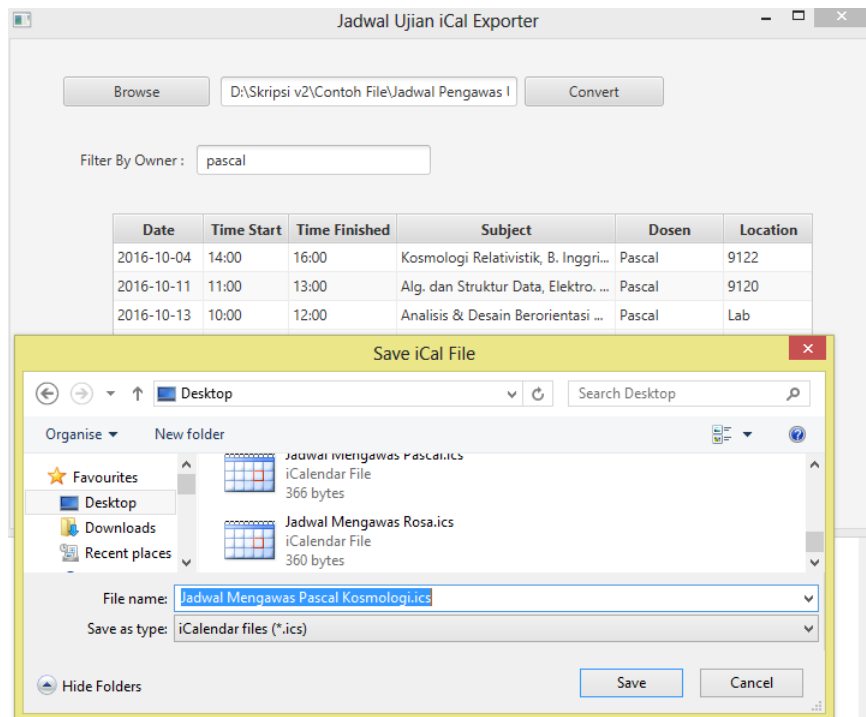 Jadwal Ujian iCal Exporter
Browse D:\Skripsi v2\Contoh File\Jadwal Pengawas Convert
Filter By Owner : pascal
Date Time Start Time Finished Subject Dosen Location
2016-10-04 14:00 16:00 Kosmologi Relativistik, B. Inggri... Pascal 9122
2016-10-11 11:00 13:00 Alg. dan Struktur Data, Elektro. ... Pascal 9120
2016-10-13 10:00 12:00 Analisis & Desain Berorientasi ... Pascal Lab
Save iCal File
Desktop Search Desktop
Organise New folder
Jadwal Mengawas Pascal.ics
iCalendar File
366 bytes
Jadwal Mengawas Rosa.ics
iCalendar File
360 bytes
Favourites
Desktop
Downloads
Recent places
File name: Jadwal Mengawas Pascal Kosmologi.ics
Save as type: iCalendar files (*.ics)
Hide Folders Save Cancel